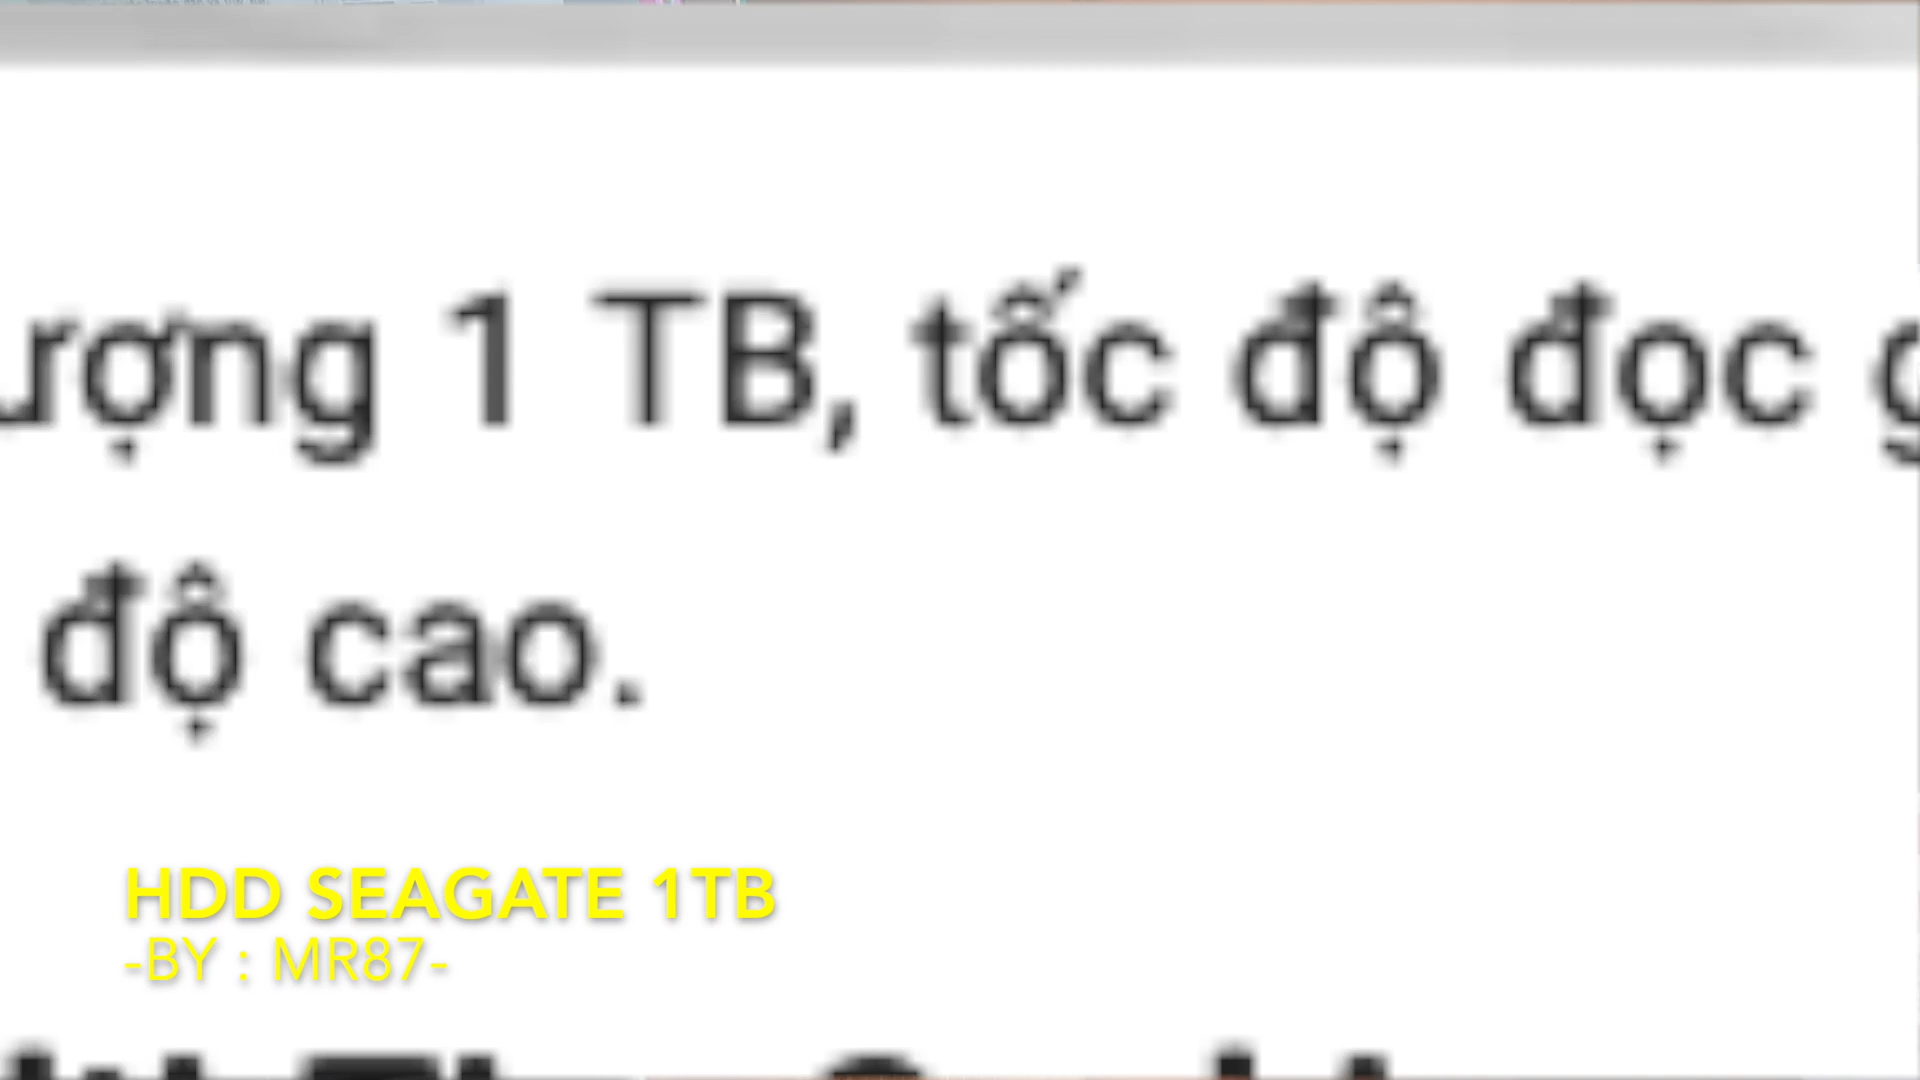 ượng 1 TB, tốc độ đọc
độ cao.
HDD SEAGATE 1TB
-BY : MR87-